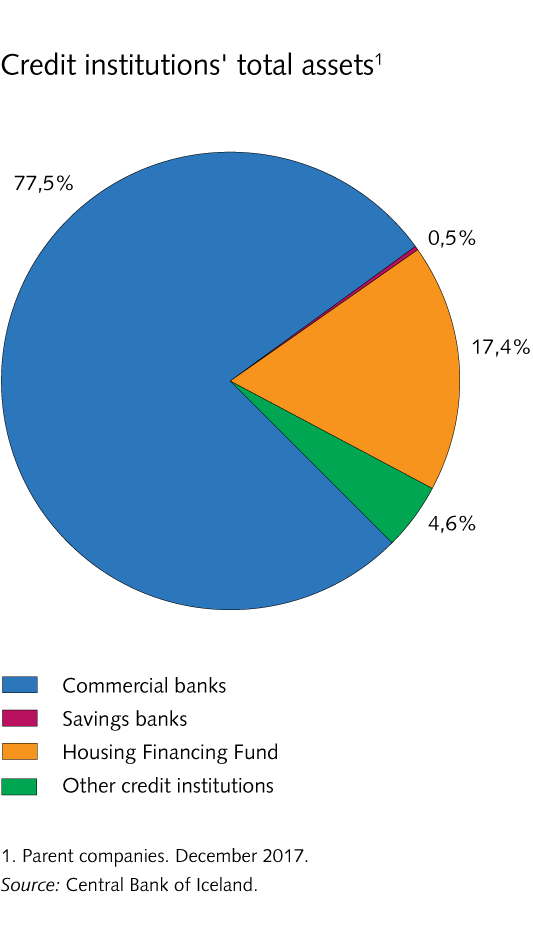 Credit institutions' total assets¹
77,5%
0,5%
17,4%
4,6%
Commercial banks
Savings banks
Housing Financing Fund
Other credit institutions
1. Parent companies. December 2017.
Source: Central Bank of Iceland.